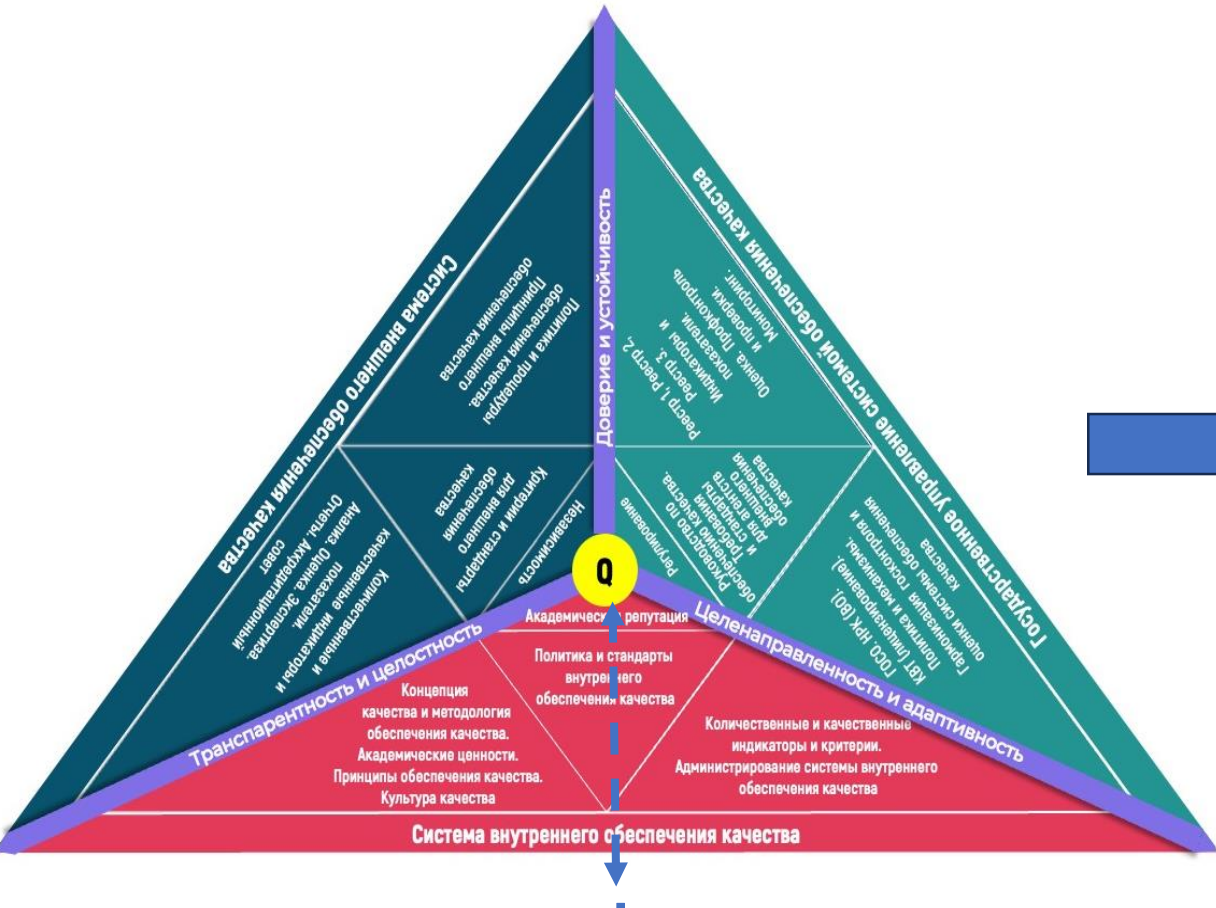 Система внешнего обеспечения качества
Политика и процедуры
обеспечения качества.
Принципы внешнего
обеспечения качества
Критерии и стандарты
для внешнего
обеспечения
качества
Независимость
Количественные и
качественные индикаторы и
показатели.
Анализ. Оценка. Экспертиза.
Отчеты. Аккредитационный
совет
Доверие и устойчивость
Государственное управление системой обеспечения качества
Реестр 1, Реестр 2,
Реестр 3.
Индикаторы и
показатели.
Оценка. Профконтроль
и проверки.
Мониторинг.
Регулирование
Руководство по
обеспечению качества.
Требования
и стандарты
для агентств
внешнего
обеспечения
качества
ГОСО, НРК (ВО),
КВТ (лицензирование).
Политика и механизмы.
Гармонизация госконтроля и
оценки системы обеспечения
качества
Q
Транспарентность и целостность
Целенаправленность и адаптивность
Академическая репутация
Политика и стандарты
внутреннего
обеспечения качества
Концепция
качества и методология
обеспечения качества.
Академические ценности.
Принципы обеспечения качества.
Культура качества
Количественные и качественные
индикаторы и критерии.
Администрирование системы внутреннего
обеспечения качества
Система внутреннего обеспечения качества